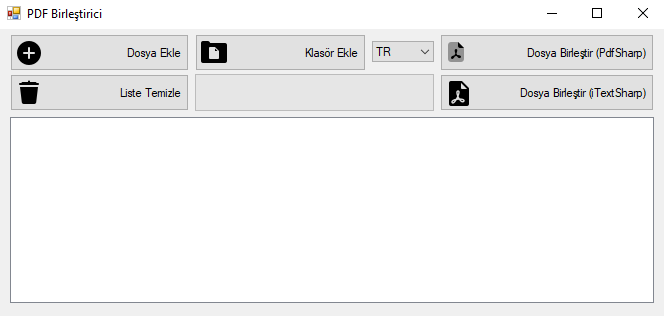 PDF Birleştirici
Dosya Ekle
Klasör Ekle
TR
Dosya Birleştir (PdfSharp)
Liste Temizle
Dosya Birleştir (iTextSharp)